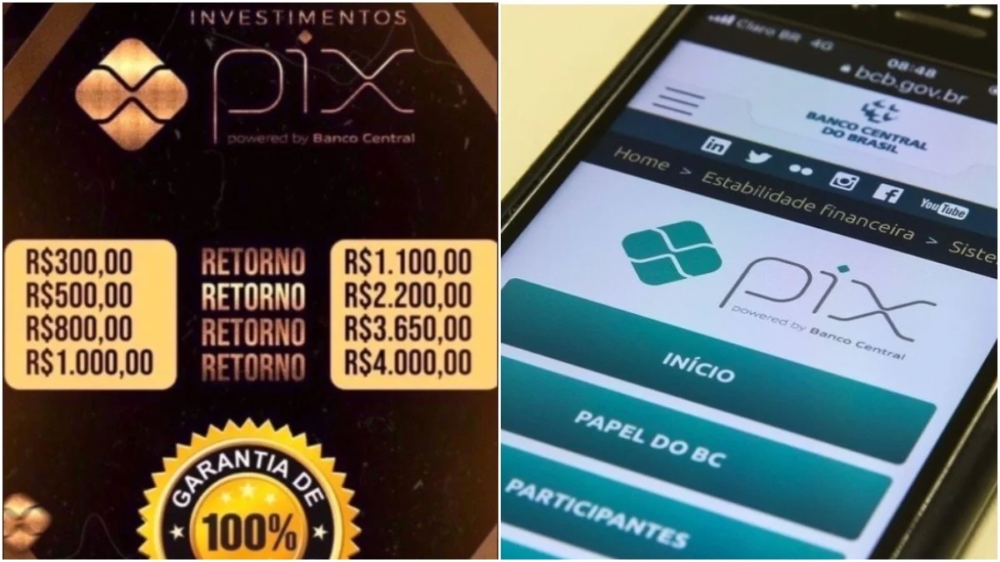 INVESTIMENTOS
pix
powered by Banco Central
R$300,00 RETORNO R$1.100,00
R$500,00 RETORNO R$2.200,00
R$800,00 RETORNO R$3.650,00
R$1.000,00 RETORNO R$4.000,00
GARANTIA DE
100%
Claro BR 4G
08:48
bcb.gov.br
BANCO CENTRAL
DO BRASIL
in
f
YouTube
Home > Estabilidade financeira > Siste
pix
powered by Banco Central
INÍCIO
PAPEL DO BC
PARTICIPANTES